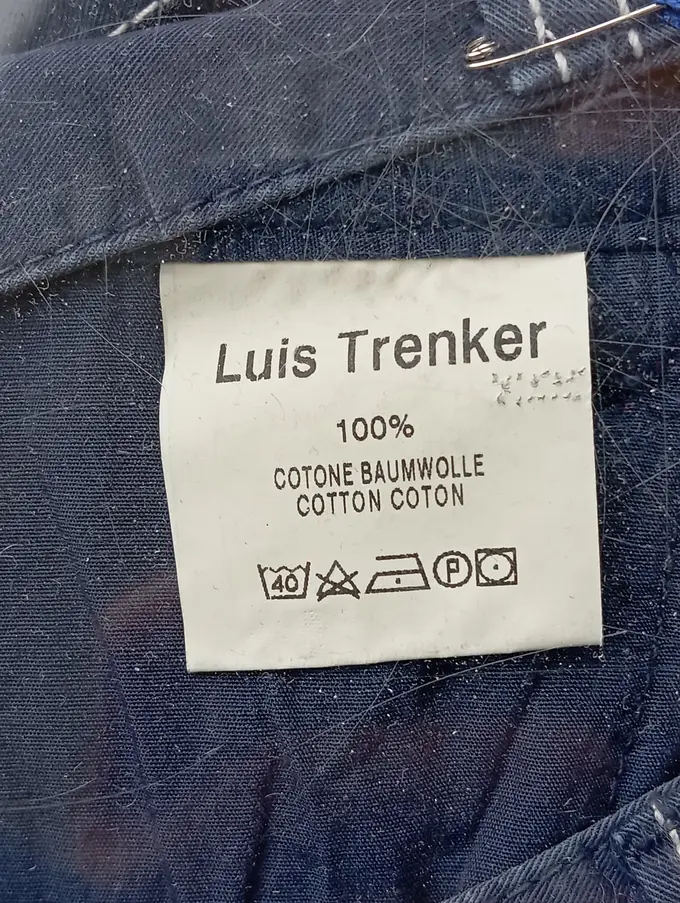 Luis Trenker
100%
COTONE BAUMWOLLE
COTTON COTON
40 P